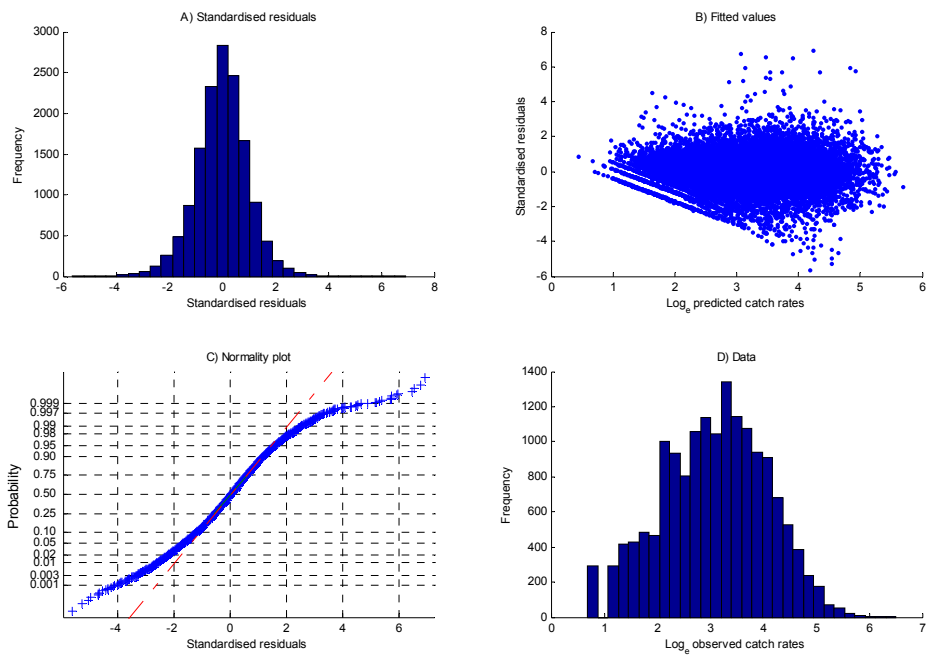 A) Standardised residuals
3000
2500
2000
1500
1000
500
0
Frequency
-6 -4 -2 0 2 4 6 8
Standardised residuals
B) Fitted values
8
6
4
2
0
-2
-4
-6
Standardised residuals
0 1 2 3 4 5 6
Log_e predicted catch rates
C) Normality plot
0.999
0.997
0.99
0.98
0.95
0.90
0.75
0.50
0.25
0.10
0.05
0.02
0.01
0.003
0.001
Probability
-4 -2 0 2 4 6
Standardised residuals
D) Data
1400
1200
1000
800
600
400
200
0
Frequency
0 1 2 3 4 5 6 7
Log_e observed catch rates